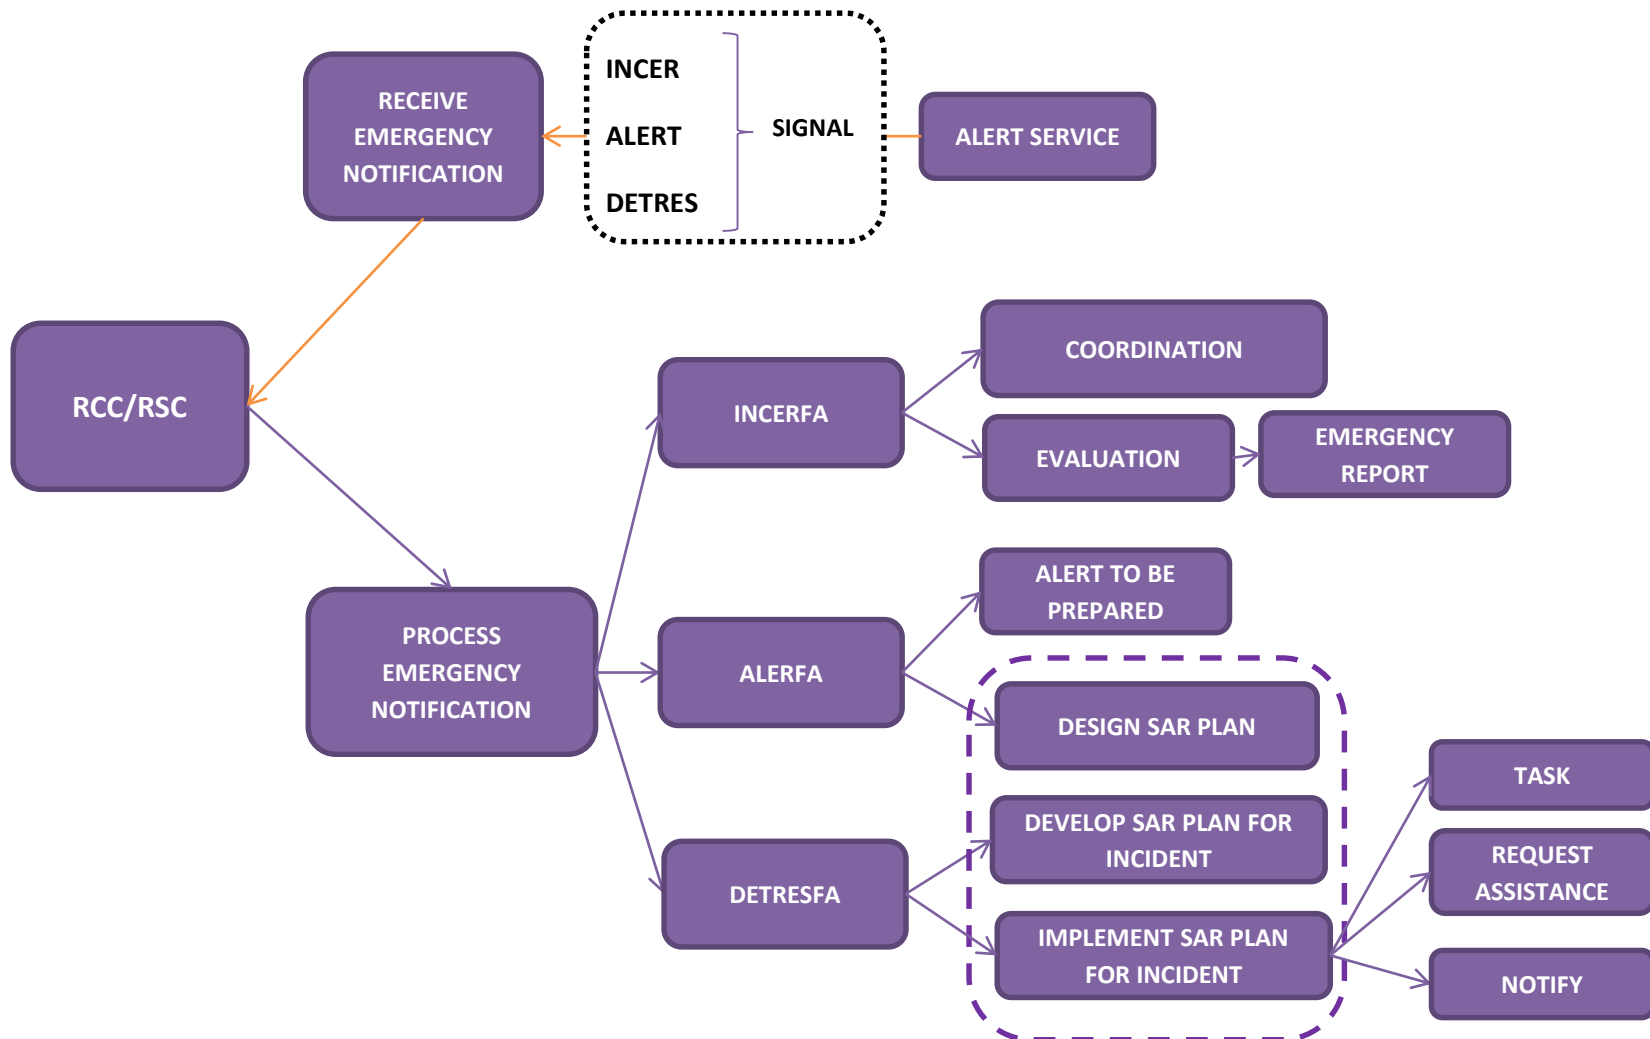 RECEIVE
EMERGENCY
NOTIFICATION
INCER
ALERT
DETRES
SIGNAL
ALERT SERVICE
RCC/RSC
PROCESS
EMERGENCY
NOTIFICATION
INCERFA
COORDINATION
EVALUATION
EMERGENCY
REPORT
ALERFA
ALERT TO BE
PREPARED
DESIGN SAR PLAN
DETRESFA
DEVELOP SAR PLAN FOR
INCIDENT
IMPLEMENT SAR PLAN
FOR INCIDENT
TASK
REQUEST
ASSISTANCE
NOTIFY